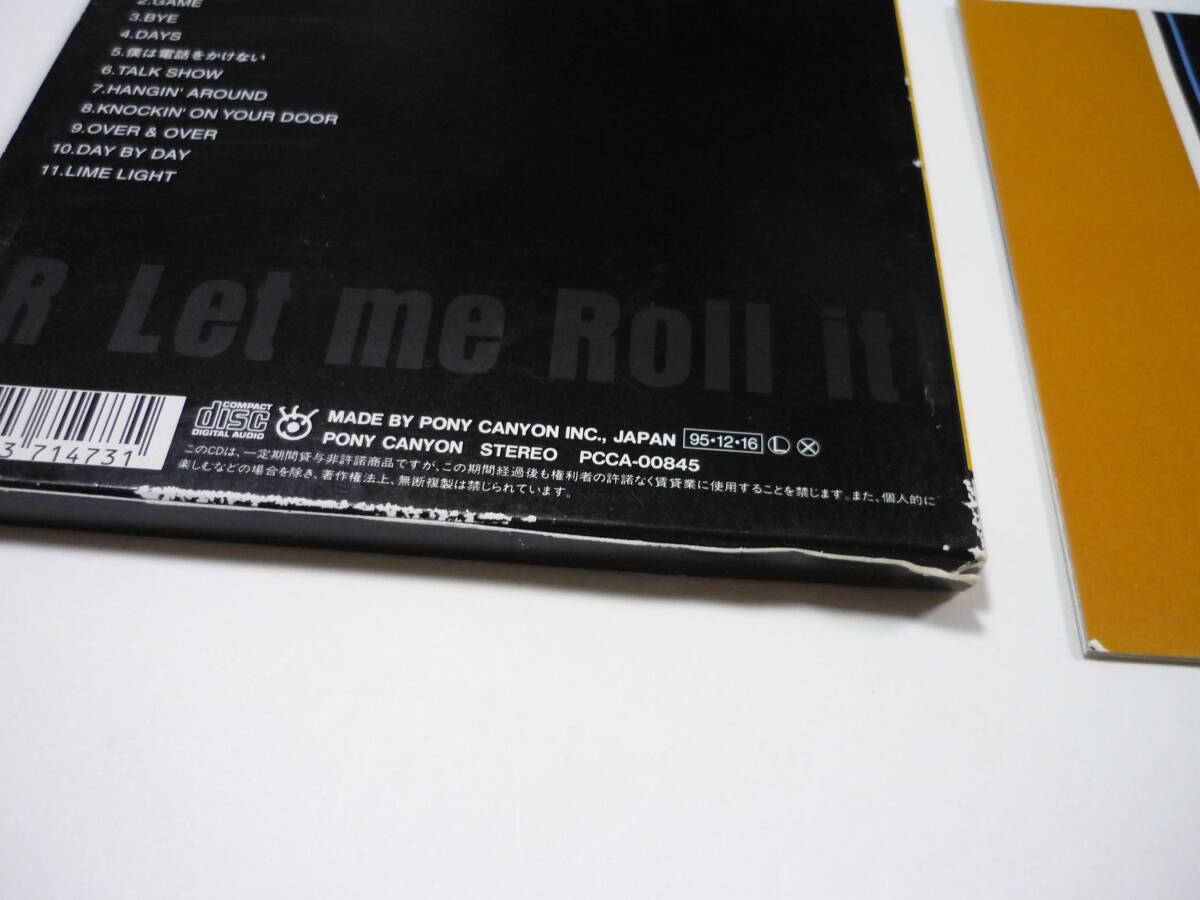 2.GAME
3.BYE
4.DAYS
5.僕は電話をかけない
6.TALK SHOW
7.HANGIN' AROUND
8.KNOCKIN' ON YOUR DOOR
9.OVER & OVER
10.DAY BY DAY
11.LIME LIGHT
R Let me Roll it!
3 714731
COMPACT
disc
DIGITAL AUDIO
MADE BY PONY CANYON INC., JAPAN 95・12・16 L
PONY CANYON STEREO PCCA-00845
このCDは、一定期間貸与非許諾商品ですが、この期間経過後も権利者の許諾なく賃貸業に使用することを禁じます。また、個人的に
楽しむなどの場合を除き、著作権法上、無断複製は禁じられています。